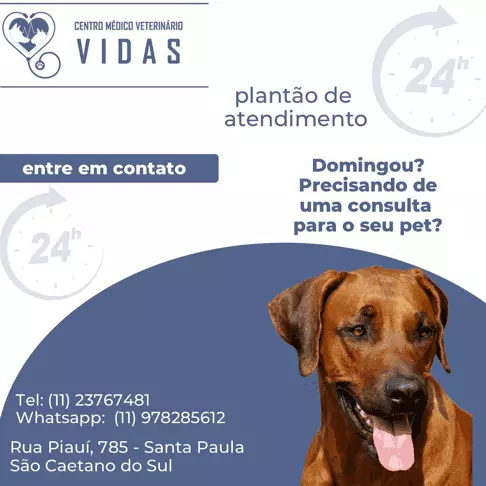 CENTRO MÉDICO VETERINÁRIO
VIDAS
24h
plantão de
atendimento
entre em contato
Domingou?
Precisando de
uma consulta
para o seu pet?
24h
Tel: (11) 23767481
Whatsapp: (11) 978285612
Rua Piauí, 785 - Santa Paula
São Caetano do Sul